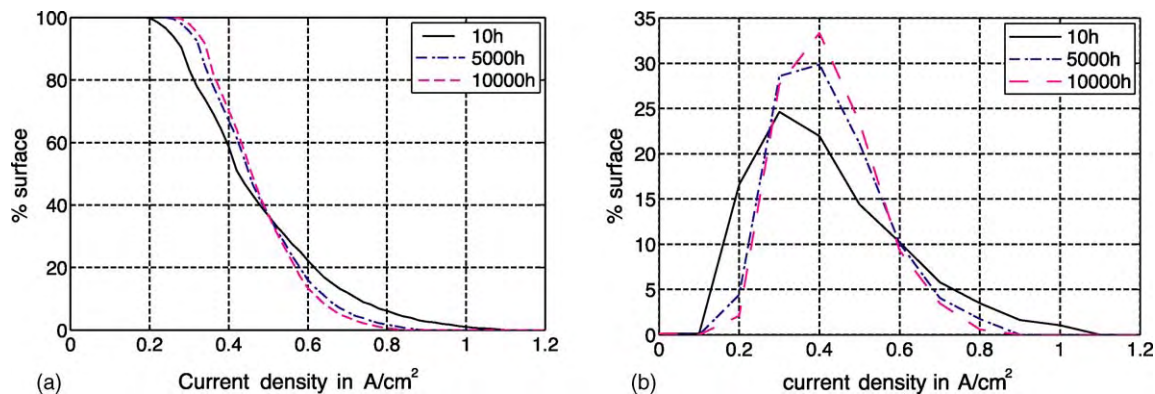 100
80
60
40
20
0
% surface
0
0.2
0.4
0.6
0.8
1
1.2
Current density in A/cm2
10h
5000h
10000h
(a)
35
30
25
20
15
10
5
0
% surface
0
0.2
0.4
0.6
0.8
1
1.2
current density in A/cm2
10h
5000h
10000h
(b)